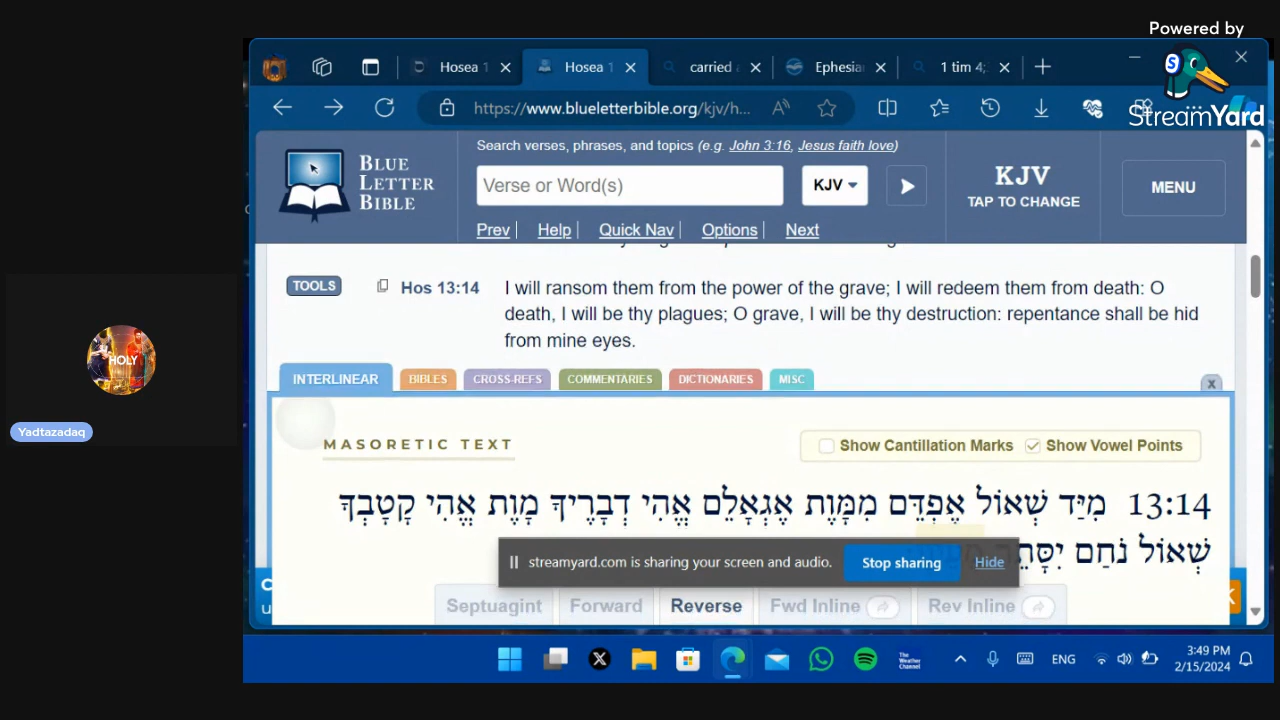 Powered by
StreamYard
Hosea 1
Hosea 1
carried
Ephesia
1 tim 4;
https://www.blueletterbible.org/kjv/h...
Search verses, phrases, and topics (e.g. John 3:16, Jesus faith love)
BLUE
LETTER
BIBLE
Verse or Word(s)
KJV
KJV
TAP TO CHANGE
MENU
Prev
Help
Quick Nav
Options
Next
TOOLS
Hos 13:14
I will ransom them from the power of the grave; I will redeem them from death: O
death, I will be thy plagues; O grave, I will be thy destruction: repentance shall be hid
from mine eyes.
INTERLINEAR
BIBLES
CROSS-REFS
COMMENTARIES
DICTIONARIES
MISC
x
MASORETIC TEXT
Show Cantillation Marks
Show Vowel Points
13:14 מִיַּד שְׁאוֹל אֶפְדֵּם מִמָּוֶת אֶגְאָלֵם אֱהִי דְבָרֶיךָ מָוֶת אֱהִי קָטָבְךָ
שְׁאוֹל נֹחַם יִסָּתֵר
streamyard.com is sharing your screen and audio.
Stop sharing
Hide
Septuagint
Forward
Reverse
Fwd Inline
Rev Inline
HOLY
Yadtazadaq
The
Weather
Channel
ENG
3:49 PM
2/15/2024